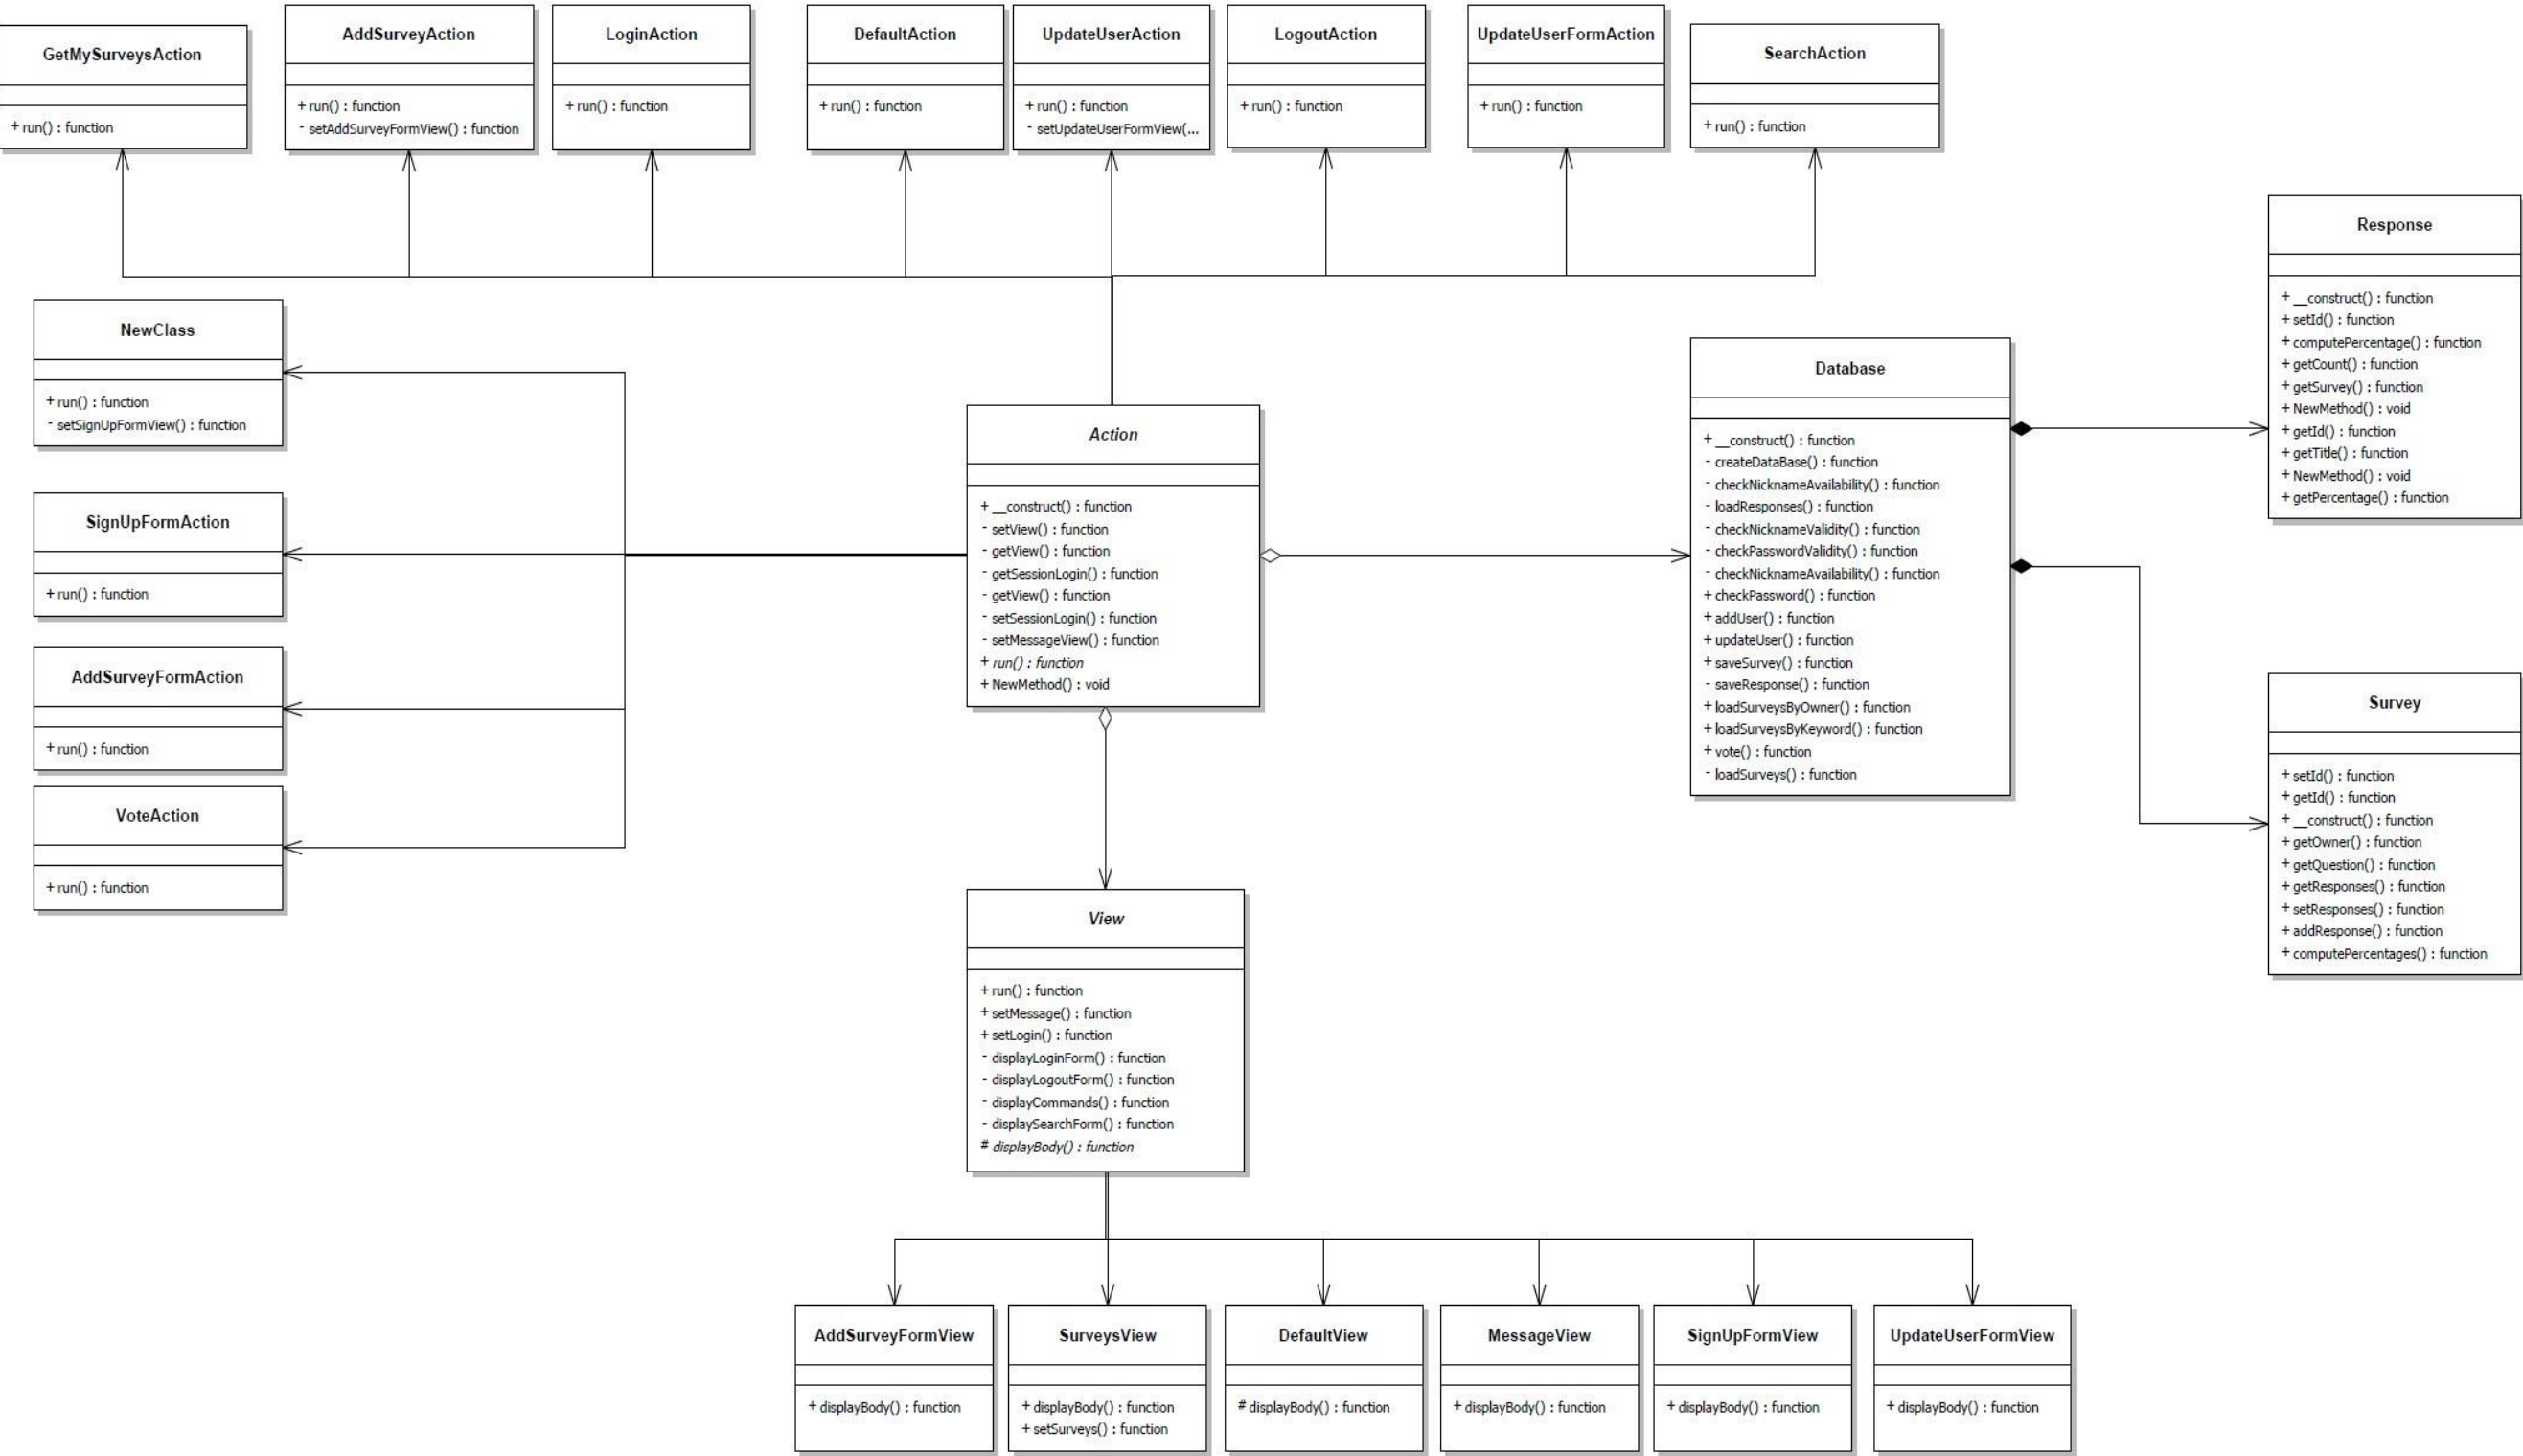 GetMySurveysAction
+ run() : function
AddSurveyAction
+ run() : function
- setAddSurveyFormView() : function
LoginAction
+ run() : function
DefaultAction
+ run() : function
UpdateUserAction
+ run() : function
- setUpdateUserFormView(...
LogoutAction
+ run() : function
UpdateUserFormAction
+ run() : function
SearchAction
+ run() : function
Response
+ __construct() : function
+ setId() : function
+ computePercentage() : function
+ getCount() : function
+ getSurvey() : function
+ NewMethod() : void
+ getId() : function
+ getTitle() : function
+ NewMethod() : void
+ getPercentage() : function
NewClass
+ run() : function
- setSignUpFormView() : function
SignUpFormAction
+ run() : function
AddSurveyFormAction
+ run() : function
VoteAction
+ run() : function
Action
+ __construct() : function
- setView() : function
- getView() : function
- getSessionLogin() : function
- getView() : function
- setSessionLogin() : function
- setMessageView() : function
+ run() : function
+ NewMethod() : void
Database
+ __construct() : function
- createDataBase() : function
- checkNicknameAvailability() : function
- loadResponses() : function
- checkNicknameValidity() : function
- checkPasswordValidity() : function
- checkNicknameAvailability() : function
+ checkPassword() : function
+ addUser() : function
+ updateUser() : function
+ saveSurvey() : function
- saveResponse() : function
+ loadSurveysByOwner() : function
+ loadSurveysByKeyword() : function
+ vote() : function
- loadSurveys() : function
Survey
+ setId() : function
+ getId() : function
+ __construct() : function
+ getOwner() : function
+ getQuestion() : function
+ getResponses() : function
+ setResponses() : function
+ addResponse() : function
+ computePercentages() : function
View
+ run() : function
+ setMessage() : function
+ setLogin() : function
- displayLoginForm() : function
- displayLogoutForm() : function
- displayCommands() : function
- displaySearchForm() : function
# displayBody() : function
AddSurveyFormView
+ displayBody() : function
SurveysView
+ displayBody() : function
+ setSurveys() : function
DefaultView
# displayBody() : function
MessageView
+ displayBody() : function
SignUpFormView
+ displayBody() : function
UpdateUserFormView
+ displayBody() : function